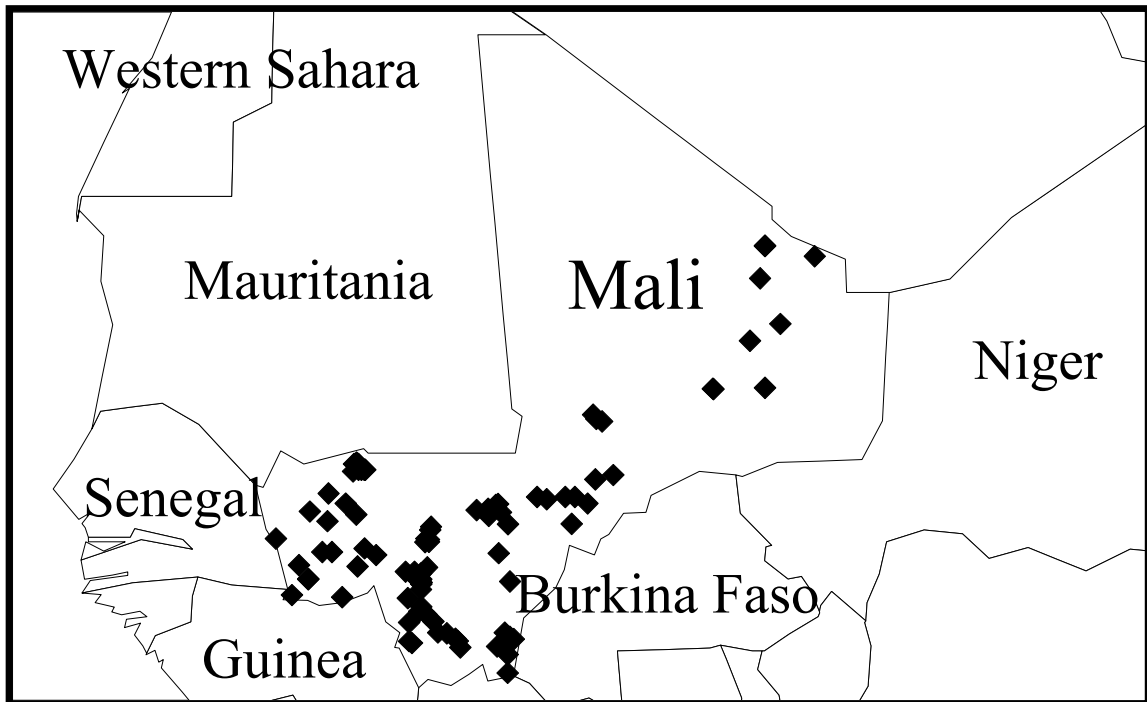 Western Sahara
Mauritania
Mali
Niger
Senegal
Burkina Faso
Guinea